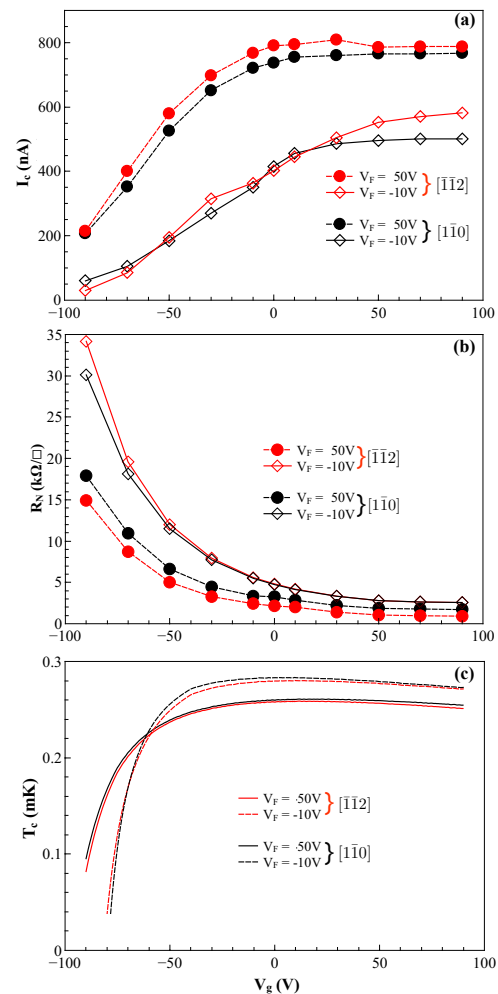 (a)
800
600
400
200
0
I_c (nA)
V_F = 50V
V_F = -10V } [1̄1̄2]
V_F = 50V
V_F = -10V } [11̄0]
−100 −50 0 50 100
(b)
35
30
25
20
15
10
5
0
R_N (kΩ/□)
V_F = 50V
V_F = -10V } [1̄1̄2]
V_F = 50V
V_F = -10V } [11̄0]
−100 −50 0 50 100
(c)
0.3
0.2
0.1
0
T_c (mK)
V_F = 50V
V_F = -10V } [1̄1̄2]
V_F = 50V
V_F = -10V } [11̄0]
−100 −50 0 50 100
V_g (V)